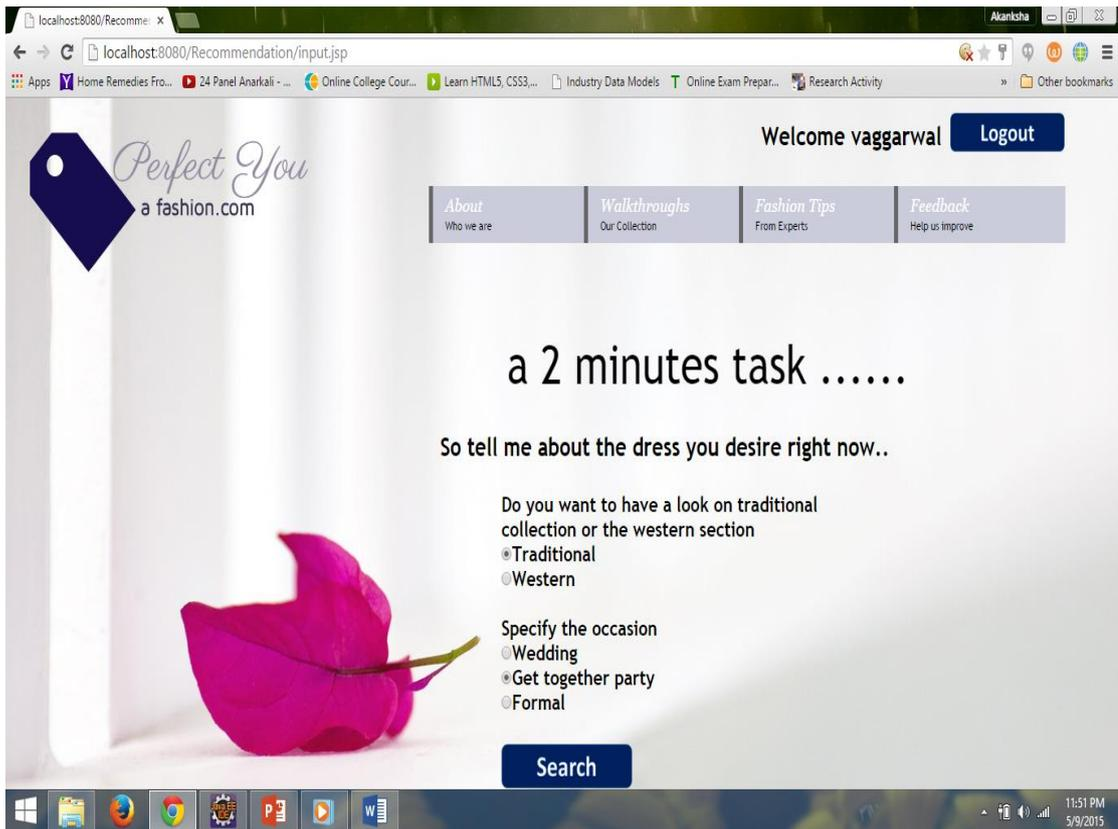 localhost:8080/Recomme
Akanksha
localhost:8080/Recommendation/input.jsp
Apps Home Remedies Fro... 24 Panel Anarkali - ... Online College Cour... Learn HTML5, CSS3,... Industry Data Models Online Exam Prepar... Research Activity » Other bookmarks
Welcome vaggarwal Logout
Perfect You
a fashion.com
About Walkthroughs Fashion Tips Feedback
Who we are Our Collection From Experts Help us improve
a 2 minutes task ......
So tell me about the dress you desire right now..
Do you want to have a look on traditional
collection or the western section
Traditional
Western
Specify the occasion
Wedding
Get together party
Formal
Search
11:51 PM
5/9/2015